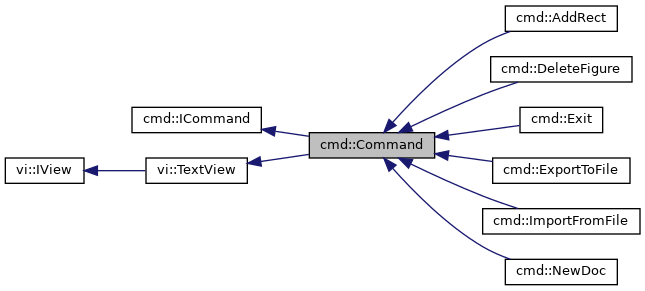 cmd::AddRect
cmd::DeleteFigure
cmd::ICommand
cmd::Exit
cmd::Command
vi::IView
vi::TextView
cmd::ExportToFile
cmd::ImportFromFile
cmd::NewDoc